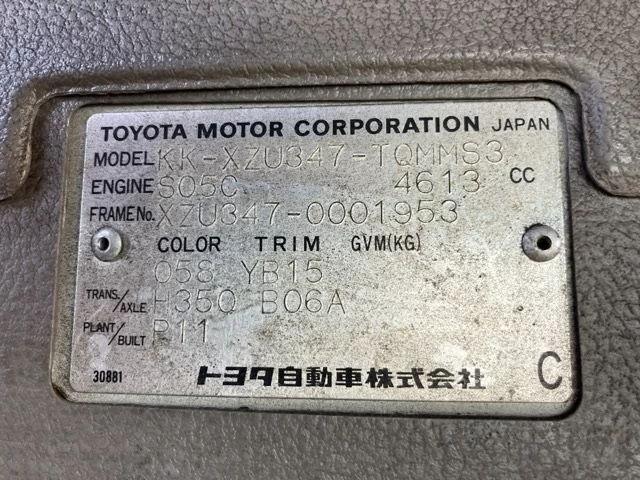 TOYOTA MOTOR CORPORATION JAPAN
MODEL KK-XZU347-TQMMS3
ENGINE S05C 4613 CC
FRAME No. XZU347-0001953
COLOR TRIM GVM(KG)
058 YB15
TRANS./AXLE H350 B06A
PLANT/BUILT P11
30881 トヨタ自動車株式会社 C